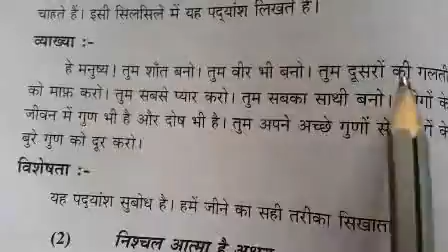 चाहते हैं। इसी सिलसिले में यह पद्यांश लिखते हैं।
व्याख्या :-
हे मनुष्य! तुम शाँत बनो। तुम वीर भी बनो। तुम दूसरों की गलती
को माफ़ करो। तुम सबसे प्यार करो। तुम सबका साथी बनो। के
जीवन में गुण भी है और दोष भी है। तुम अपने अच्छे गुणों से के
बुरे गुण को दूर करो।
विशेषता :-
यह पद्यांश सुबोध है। हमें जीने का सही तरीका सिखाता
(2) निश्चल आत्मा है